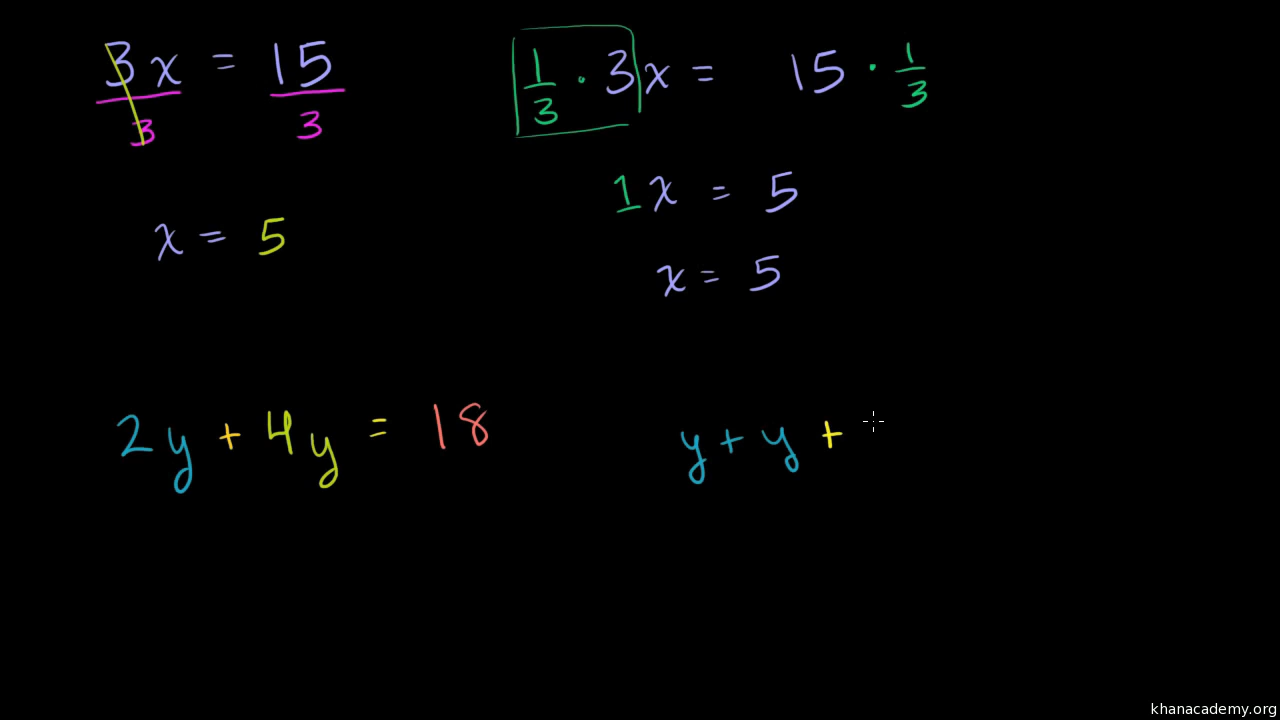 3x = 15
3 3
x = 5
1/3 · 3x = 15 · 1/3
1x = 5
x = 5
2y + 4y = 18
y + y +
khanacademy.org